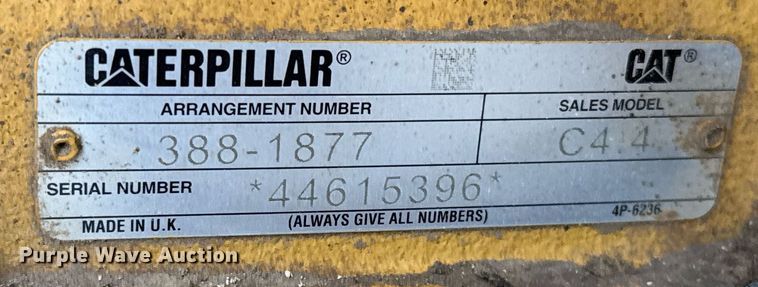 CATERPILLAR® CAT®
ARRANGEMENT NUMBER SALES MODEL
388-1877 C4.4
SERIAL NUMBER *44615396*
MADE IN U.K. (ALWAYS GIVE ALL NUMBERS) 4P-6236
Purple Wave Auction